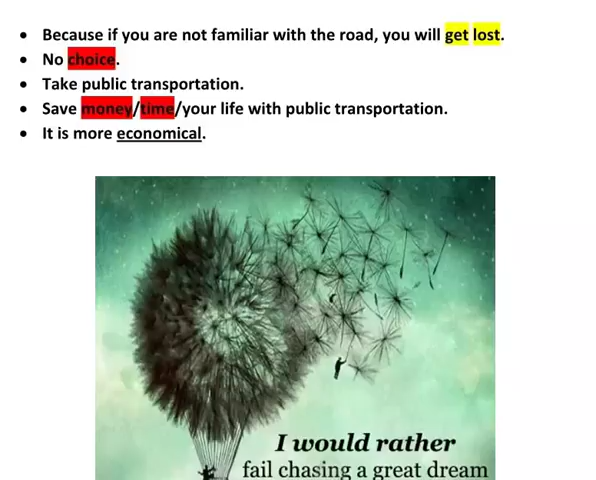 Because if you are not familiar with the road, you will get lost.
No choice.
Take public transportation.
Save money/time/your life with public transportation.
It is more economical.
I would rather
fail chasing a great dream